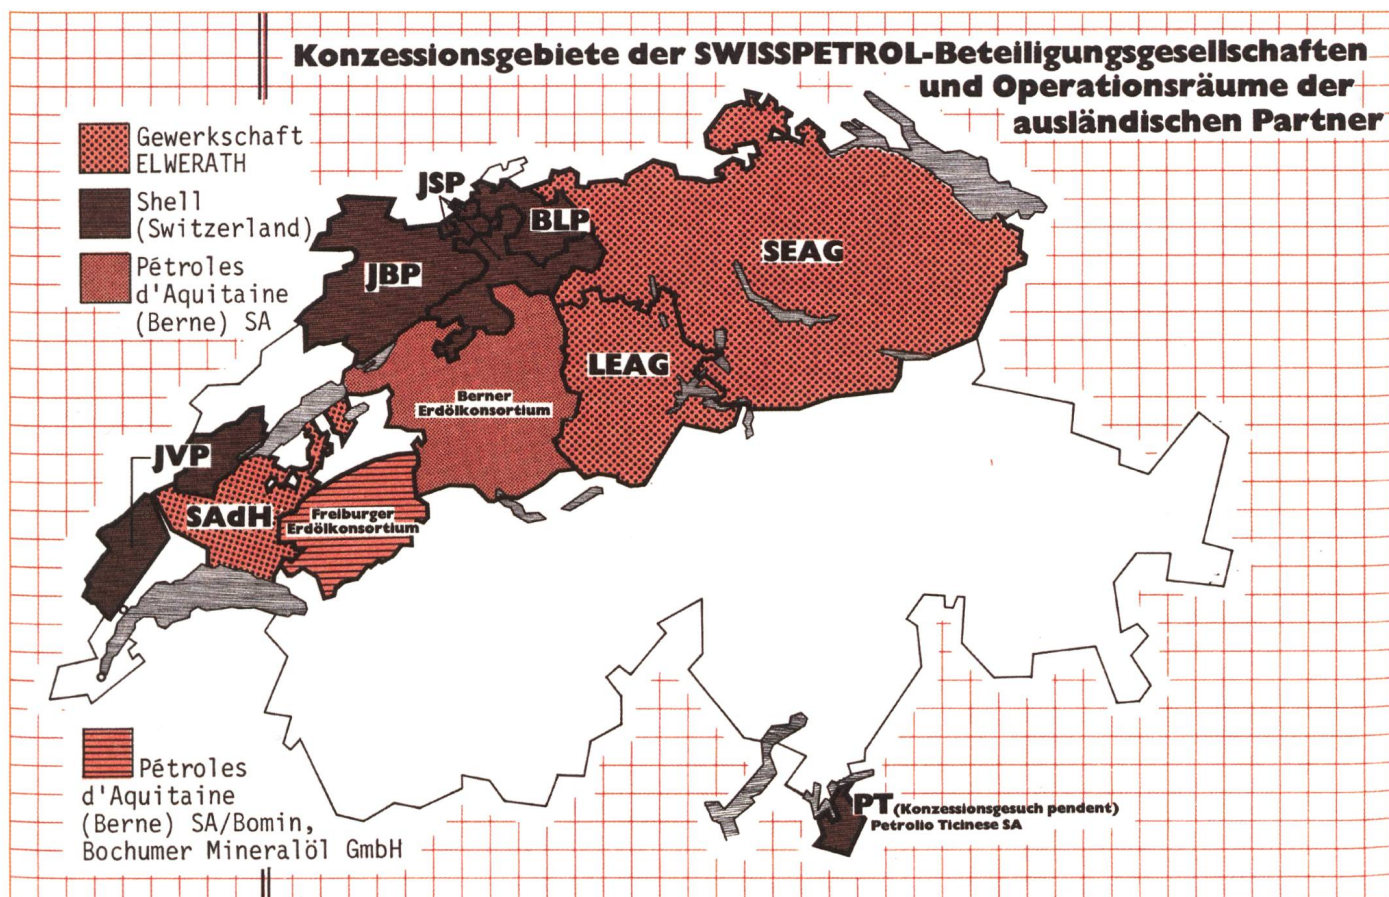 Konzessionsgebiete der SWISSPETROL-Beteiligungsgesellschaften
und Operationsräume der
ausländischen Partner
Gewerkschaft
ELWERATH
Shell
(Switzerland)
Pétroles
d'Aquitaine
(Berne) SA
JSP
BLP
JBP
SEAG
LEAG
Berner
Erdölkonsortium
JVP
SAdH
Freiburger
Erdölkonsortium
Pétroles
d'Aquitaine
(Berne) SA/Bomin,
Bochumer Mineralöl GmbH
PT (Konzessionsgesuch pendent)
Petrolio Ticinese SA